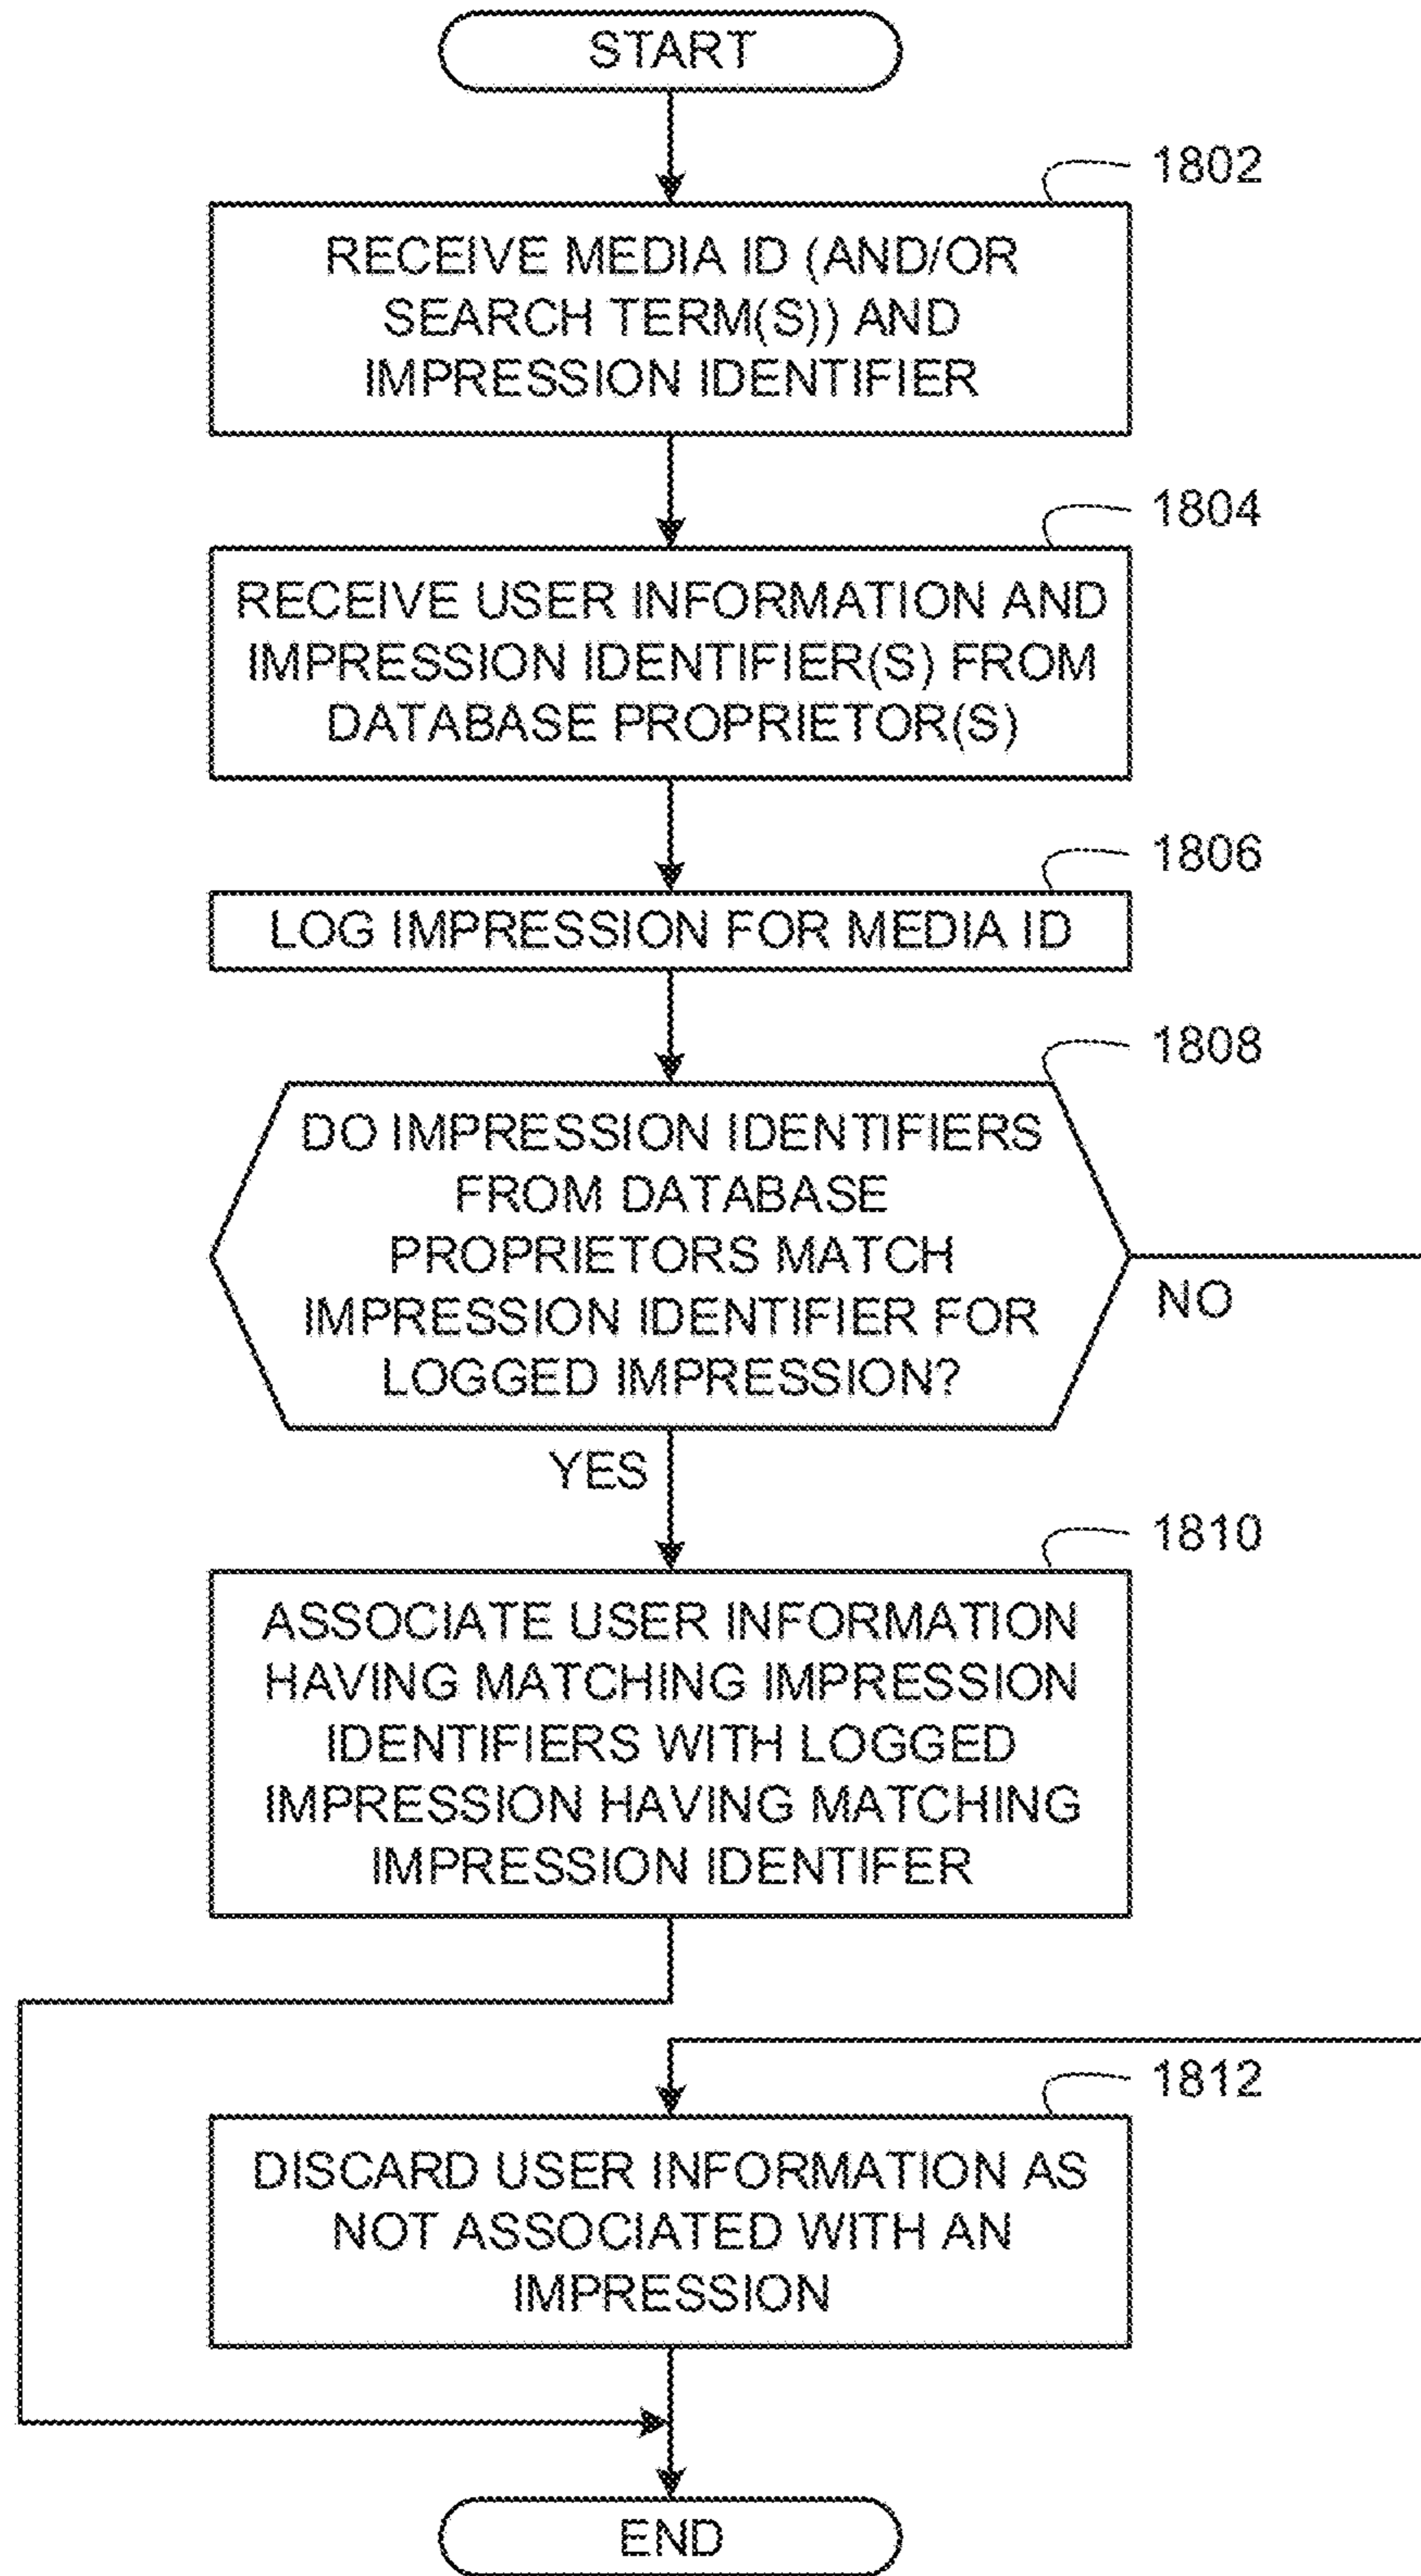 START
1802
RECEIVE MEDIA ID (AND/OR
SEARCH TERM(S)) AND
IMPRESSION IDENTIFIER
1804
RECEIVE USER INFORMATION AND
IMPRESSION IDENTIFIER(S) FROM
DATABASE PROPRIETOR(S)
1806
LOG IMPRESSION FOR MEDIA ID
1808
DO IMPRESSION IDENTIFIERS
FROM DATABASE
PROPRIETORS MATCH
IMPRESSION IDENTIFIER FOR
LOGGED IMPRESSION?
NO
YES
1810
ASSOCIATE USER INFORMATION
HAVING MATCHING IMPRESSION
IDENTIFIERS WITH LOGGED
IMPRESSION HAVING MATCHING
IMPRESSION IDENTIFER
1812
DISCARD USER INFORMATION AS
NOT ASSOCIATED WITH AN
IMPRESSION
END